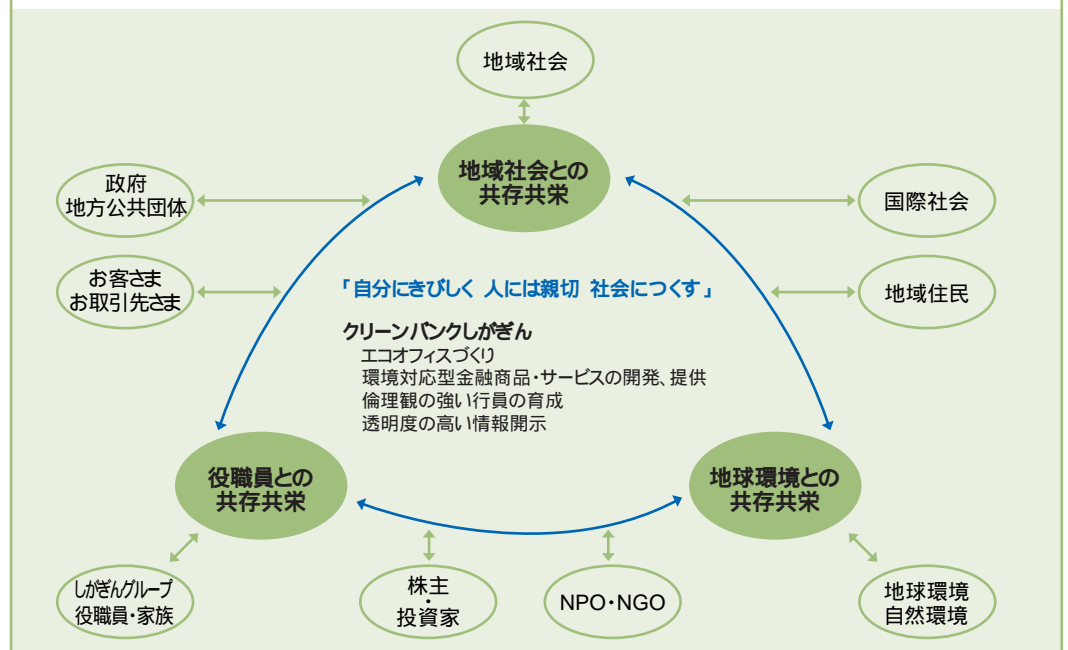 地域社会
地域社会との
共存共栄
政府
地方公共団体
国際社会
お客さま
お取引先さま
地域住民
「自分にきびしく 人には親切 社会につくす」
クリーンバンクしがぎん
エコオフィスづくり
環境対応型金融商品・サービスの開発、提供
倫理観の強い行員の育成
透明度の高い情報開示
役職員との
共存共栄
地球環境との
共存共栄
しがぎんグループ
役職員・家族
株主
・
投資家
NPO・NGO
地球環境
自然環境